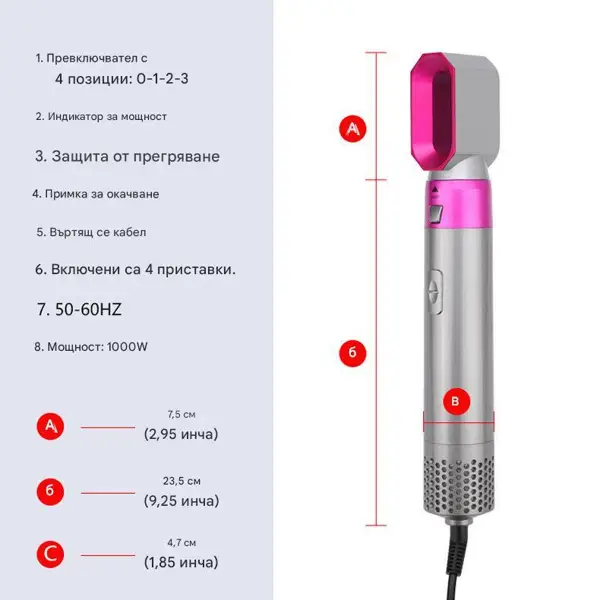 1. Превключвател с
4 позиции: 0-1-2-3
2. Индикатор за мощност
3. Защита от прегряване
4. Примка за окачване
5. Въртящ се кабел
6. Включени са 4 приставки.
7. 50-60HZ
8. Мощност: 1000W
А
7,5 см
(2,95 инча)
б
23,5 см
(9,25 инча)
С
4,7 см
(1,85 инча)
А
б
В